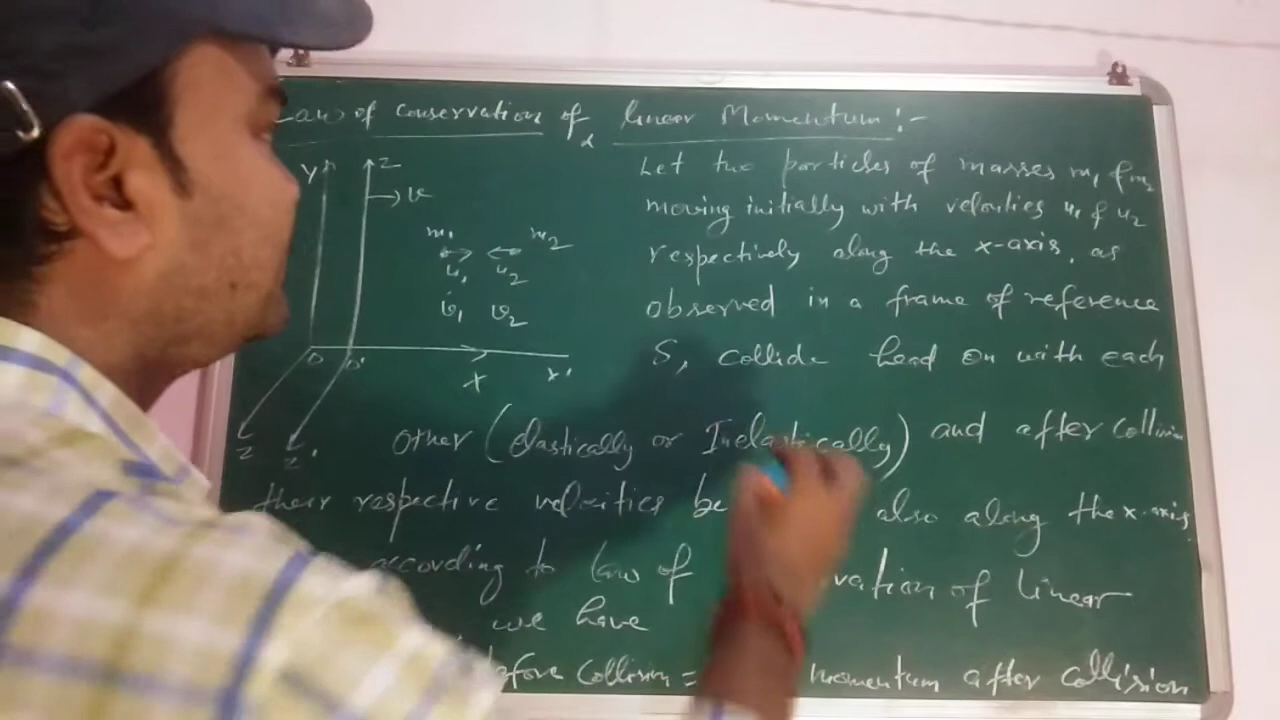 Law of conservation of linear Momentum :-
Y Z
→ v
m₁ m₂
u₁ u₂
v₁ v₂
O O' X X'
Z Z'
Let two particles of masses m₁ & m₂
moving initially with velocities u₁ & u₂
respectively along the x-axis, as
observed in a frame of reference
S, collide head on with each
other (elastically or Inelastically) and after collision
their respective velocities be also along the x-axis.
according to law of vation of linear
we have
before collision = momentum after collision